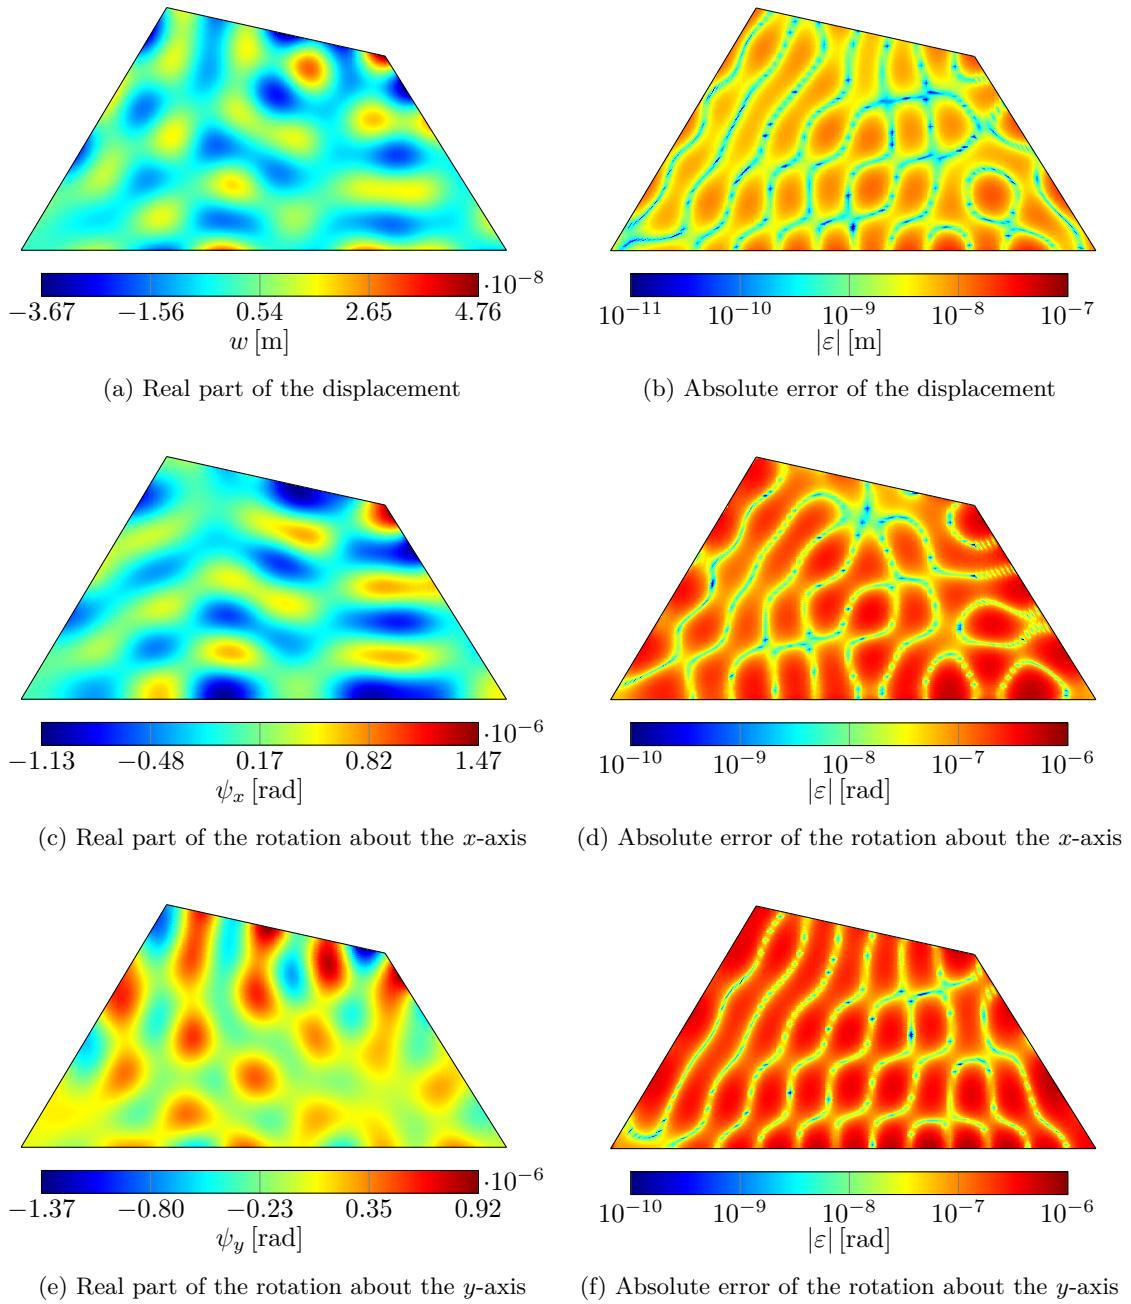 −3.67 −1.56 0.54 2.65 4.76 ·10⁻⁸
w [m]
(a) Real part of the displacement
10⁻¹¹ 10⁻¹⁰ 10⁻⁹ 10⁻⁸ 10⁻⁷
|ε| [m]
(b) Absolute error of the displacement
−1.13 −0.48 0.17 0.82 1.47 ·10⁻⁶
ψₓ [rad]
(c) Real part of the rotation about the x-axis
10⁻¹⁰ 10⁻⁹ 10⁻⁸ 10⁻⁷ 10⁻⁶
|ε| [rad]
(d) Absolute error of the rotation about the x-axis
−1.37 −0.80 −0.23 0.35 0.92 ·10⁻⁶
ψ_y [rad]
(e) Real part of the rotation about the y-axis
10⁻¹⁰ 10⁻⁹ 10⁻⁸ 10⁻⁷ 10⁻⁶
|ε| [rad]
(f) Absolute error of the rotation about the y-axis